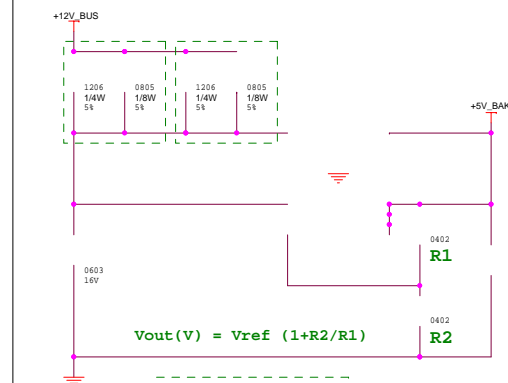 +12V_BUS
1206
1/4W
5%
0805
1/8W
5%
1206
1/4W
5%
0805
1/8W
5%
+5V_BAK
0402
R1
0603
16V
0402
R2
Vout(V) = Vref (1+R2/R1)